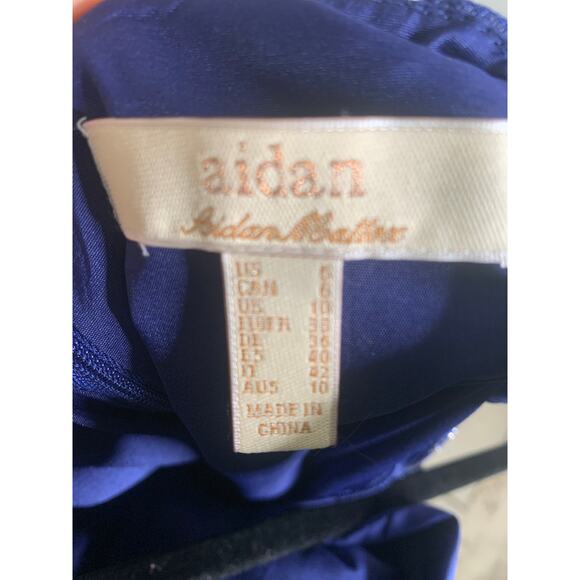 aidan
Aidan Mattox
US 6
CAN 6
UK 10
EUR/FR 38
DE 36
ES 40
IT 42
AUS 10
MADE IN
CHINA